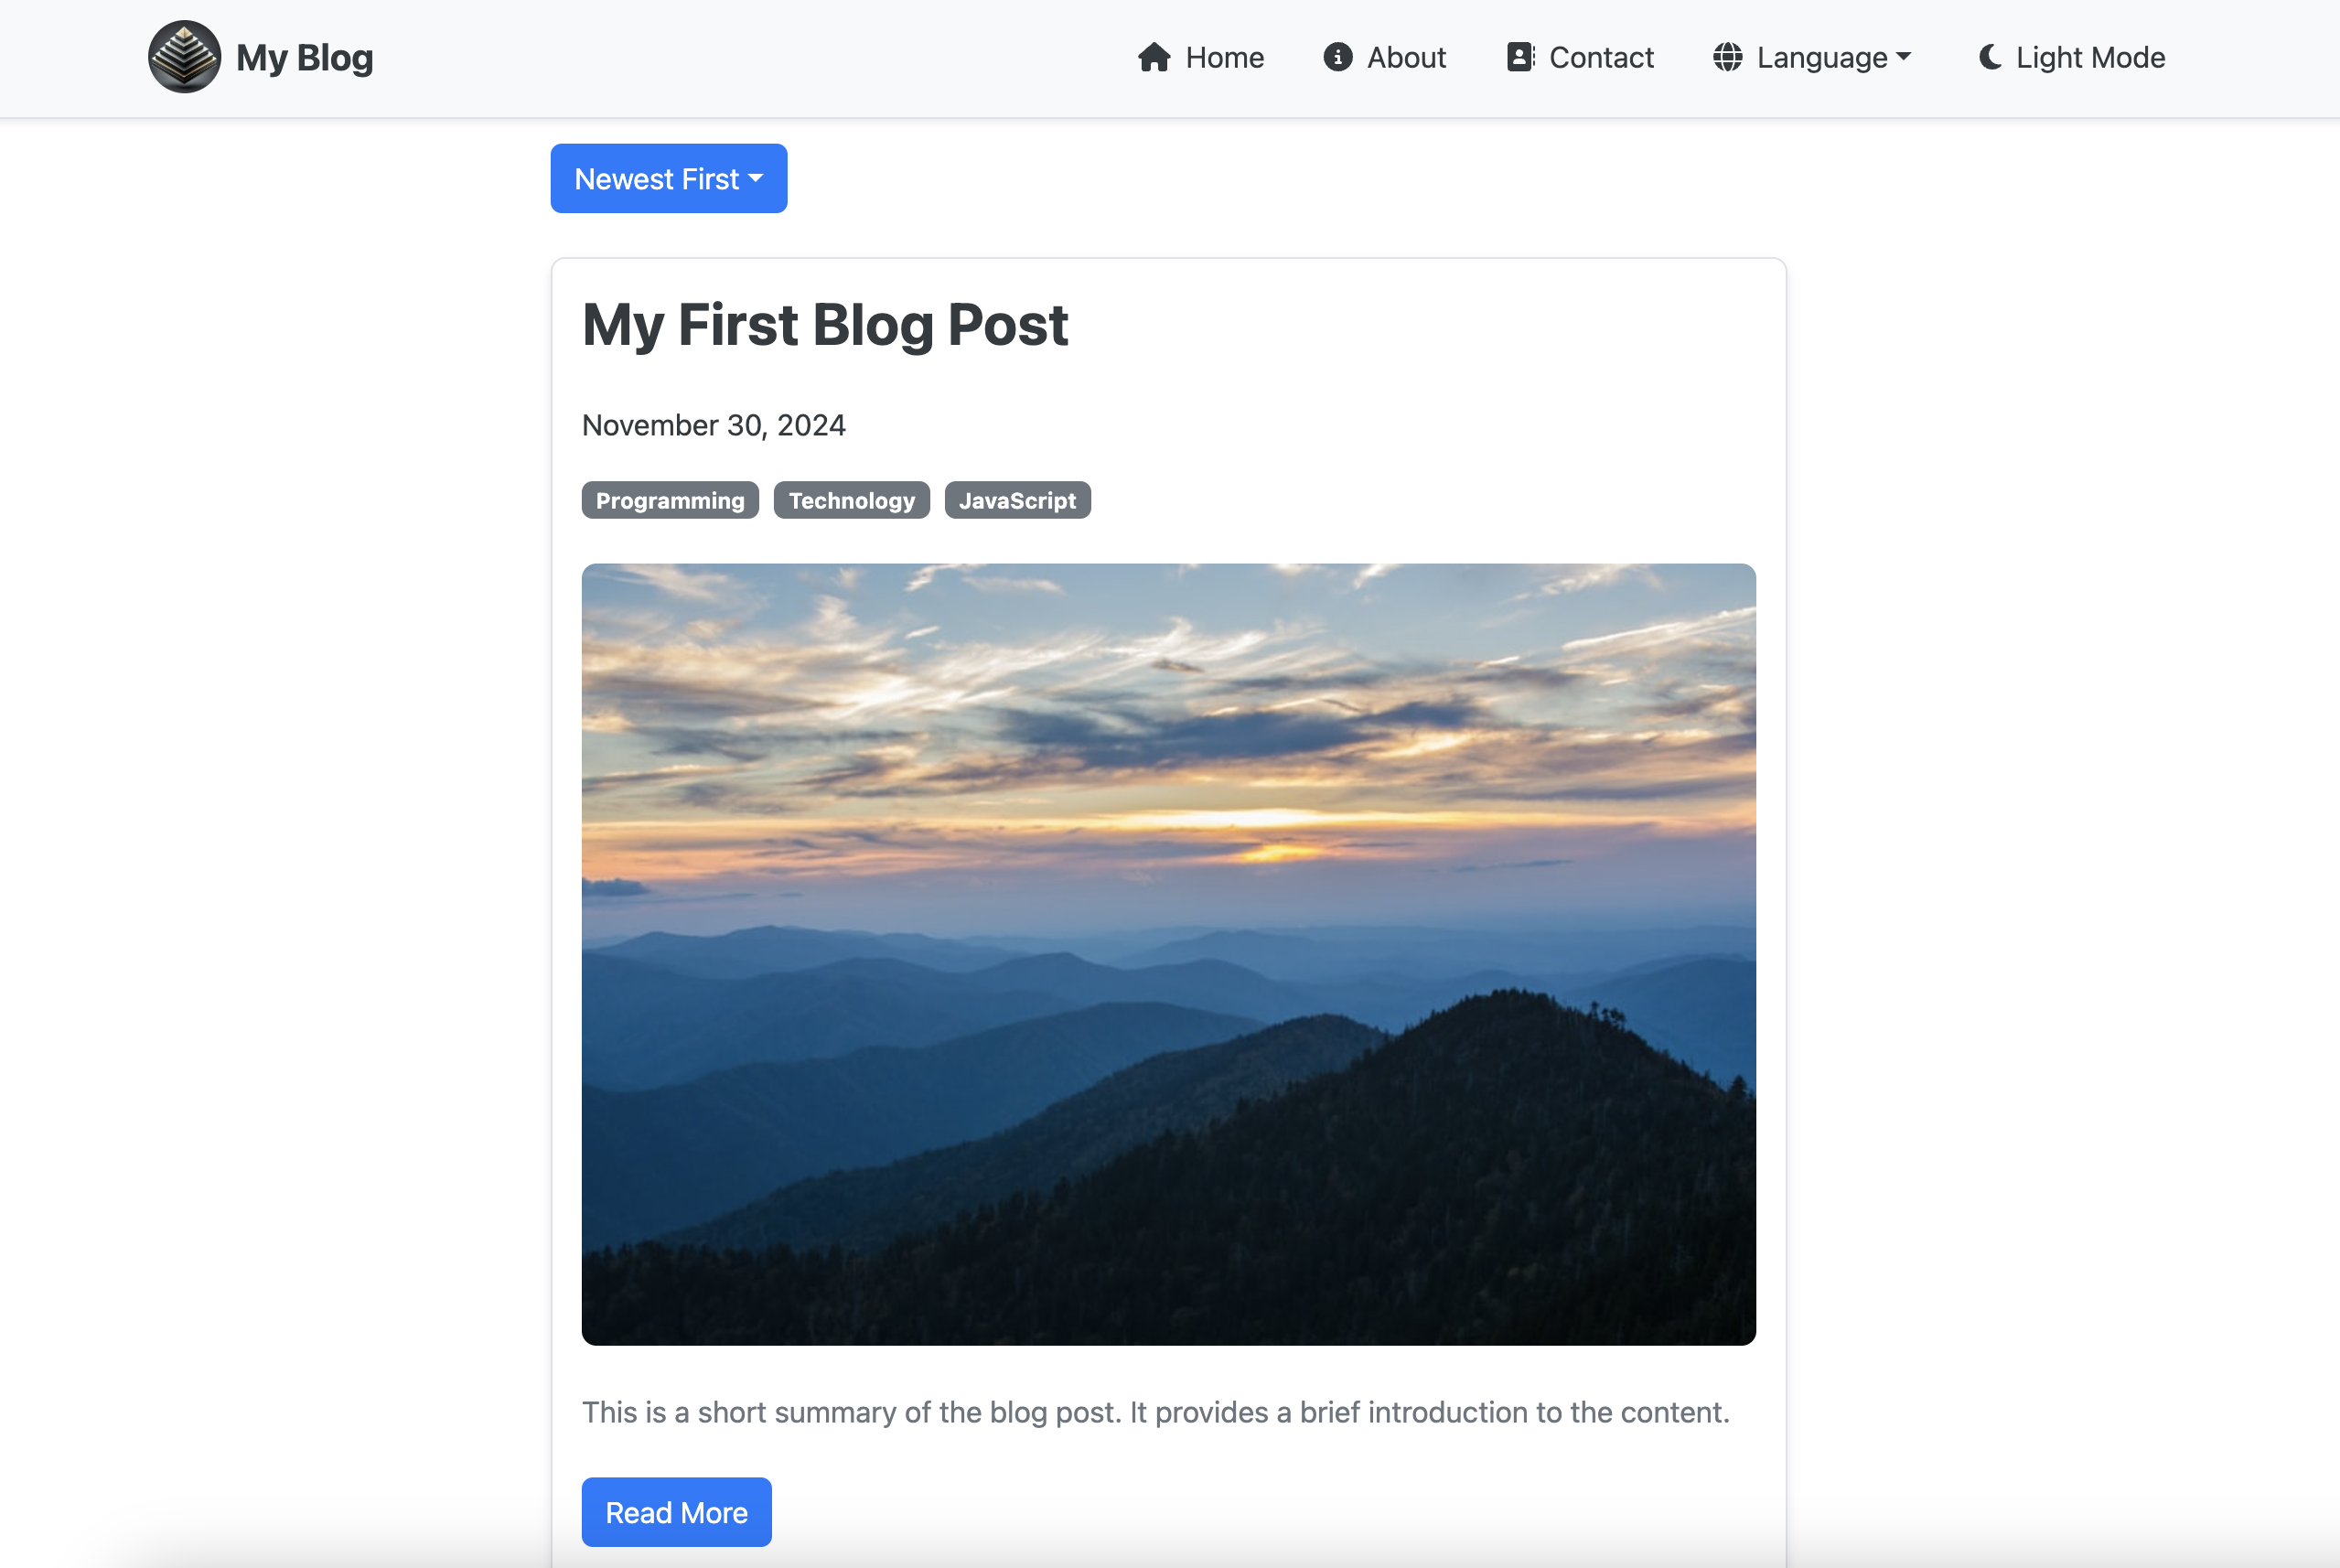 My Blog
Home About Contact Language Light Mode
Newest First
My First Blog Post
November 30, 2024
Programming Technology JavaScript
This is a short summary of the blog post. It provides a brief introduction to the content.
Read More